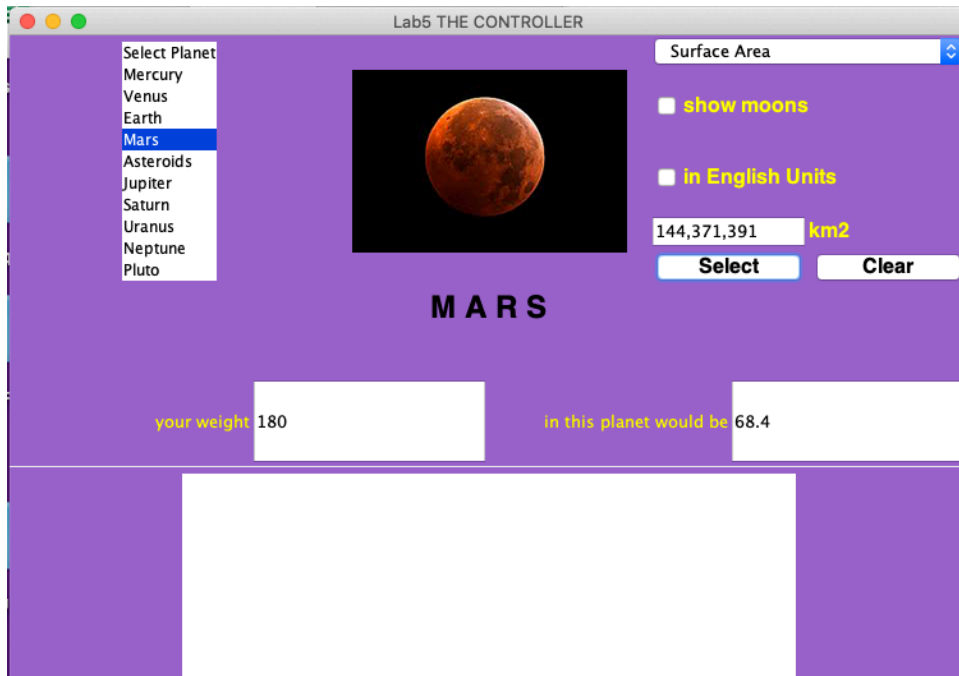 Lab5 THE CONTROLLER
Select Planet
Mercury
Venus
Earth
Mars
Asteroids
Jupiter
Saturn
Uranus
Neptune
Pluto
Surface Area
show moons
in English Units
144,371,391 km2
Select Clear
M A R S
your weight 180 in this planet would be 68.4